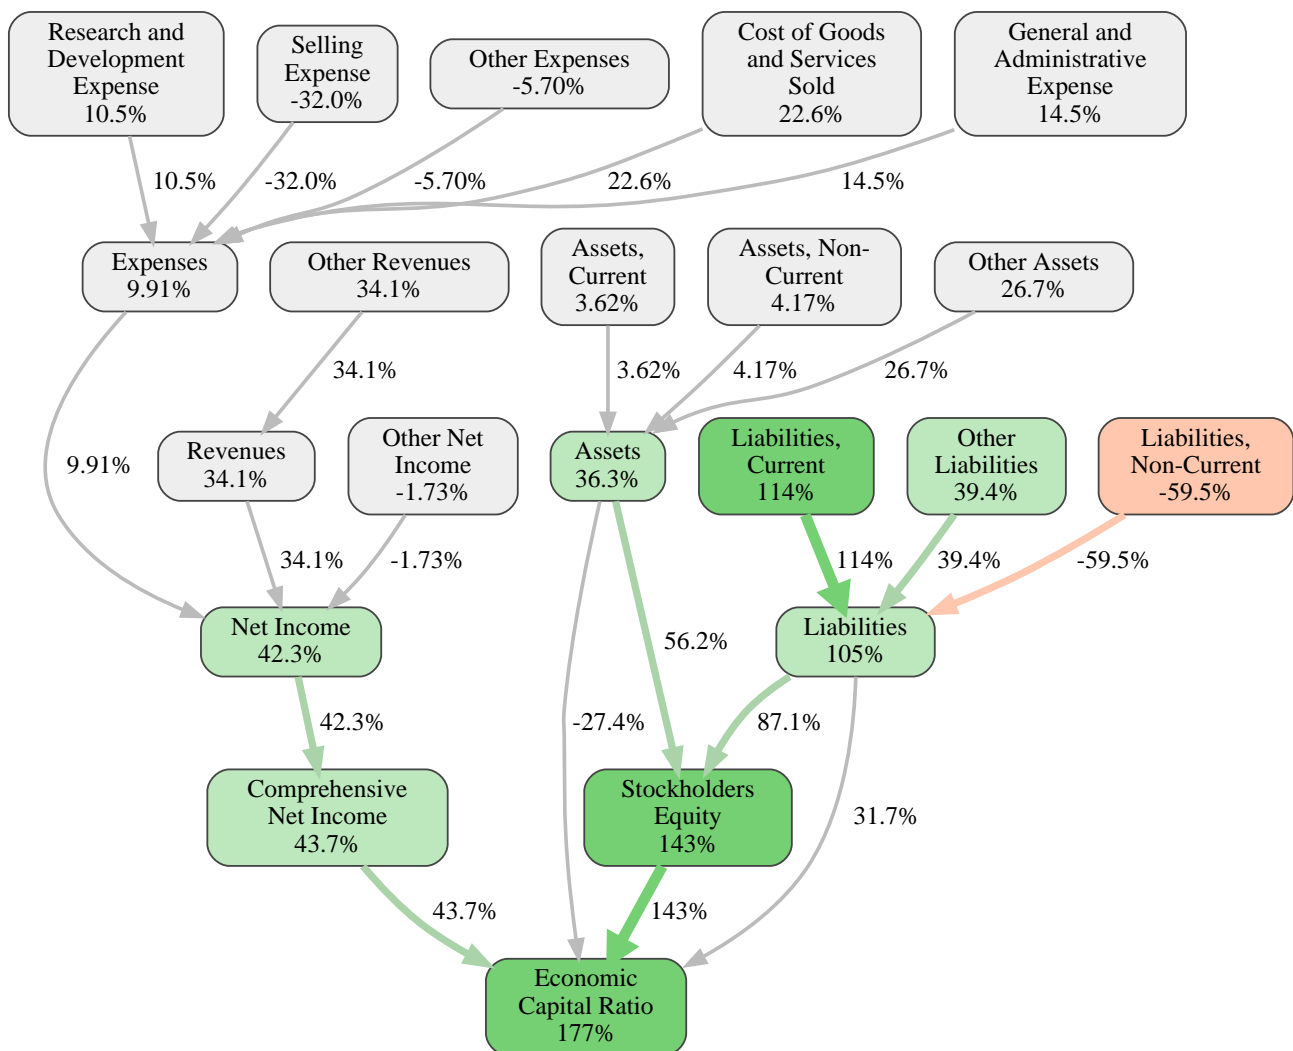 Research and
Development
Expense
10.5%
Selling
Expense
-32.0%
Other Expenses
-5.70%
Cost of Goods
and Services
Sold
22.6%
General and
Administrative
Expense
14.5%
10.5%
-32.0%
-5.70%
22.6%
14.5%
Expenses
9.91%
Other Revenues
34.1%
Assets,
Current
3.62%
Assets, Non-
Current
4.17%
Other Assets
26.7%
34.1%
3.62%
4.17%
26.7%
9.91%
Revenues
34.1%
Other Net
Income
-1.73%
Assets
36.3%
Liabilities,
Current
114%
Other
Liabilities
39.4%
Liabilities,
Non-Current
-59.5%
34.1%
-1.73%
114%
39.4%
-59.5%
Net Income
42.3%
56.2%
Liabilities
105%
42.3%
-27.4%
87.1%
Comprehensive
Net Income
43.7%
Stockholders
Equity
143%
31.7%
43.7%
143%
Economic
Capital Ratio
177%